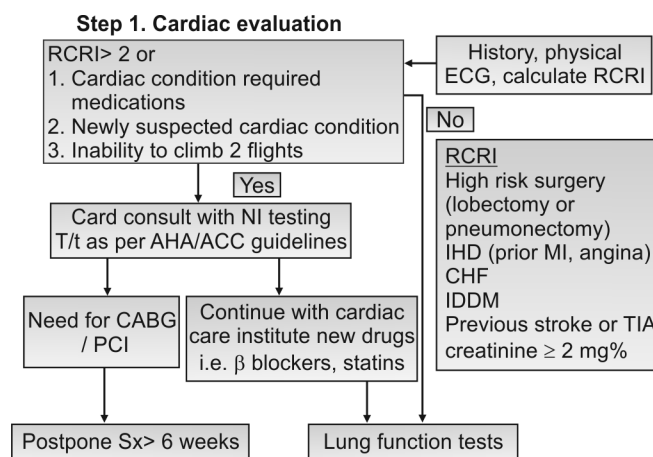 Step 1. Cardiac evaluation
RCRI> 2 or
1. Cardiac condition required
medications
2. Newly suspected cardiac condition
3. Inability to climb 2 flights
History, physical
ECG, calculate RCRI
No
Yes
RCRI
High risk surgery
(lobectomy or
pneumonectomy)
IHD (prior MI, angina)
CHF
IDDM
Previous stroke or TIA
creatinine ≥ 2 mg%
Card consult with NI testing
T/t as per AHA/ACC guidelines
Need for CABG
/ PCI
Continue with cardiac
care institute new drugs
i.e. β blockers, statins
Postpone Sx> 6 weeks
Lung function tests